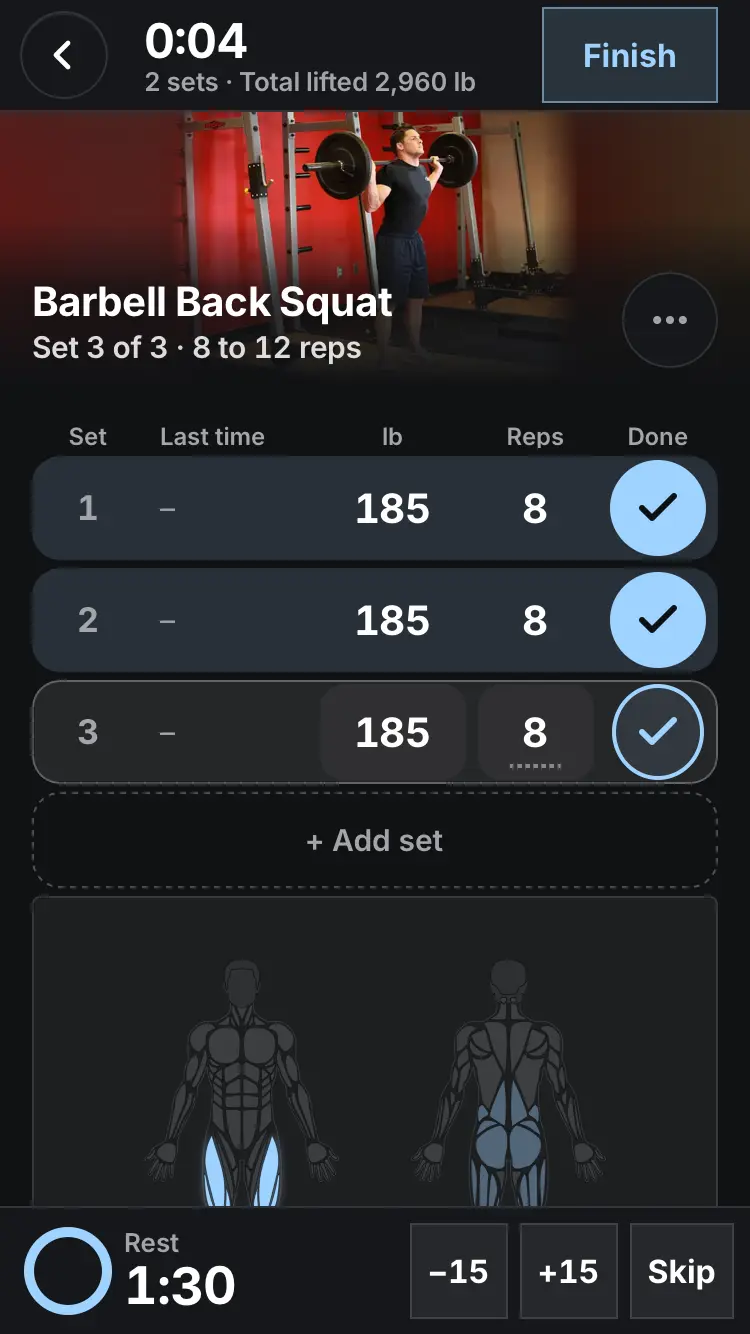 0:04
2 sets · Total lifted 2,960 lb
Finish
Barbell Back Squat
Set 3 of 3 · 8 to 12 reps
Set Last time lb Reps Done
1 – 185 8
2 – 185 8
3 – 185 8
+ Add set
Rest
1:30
−15 +15 Skip